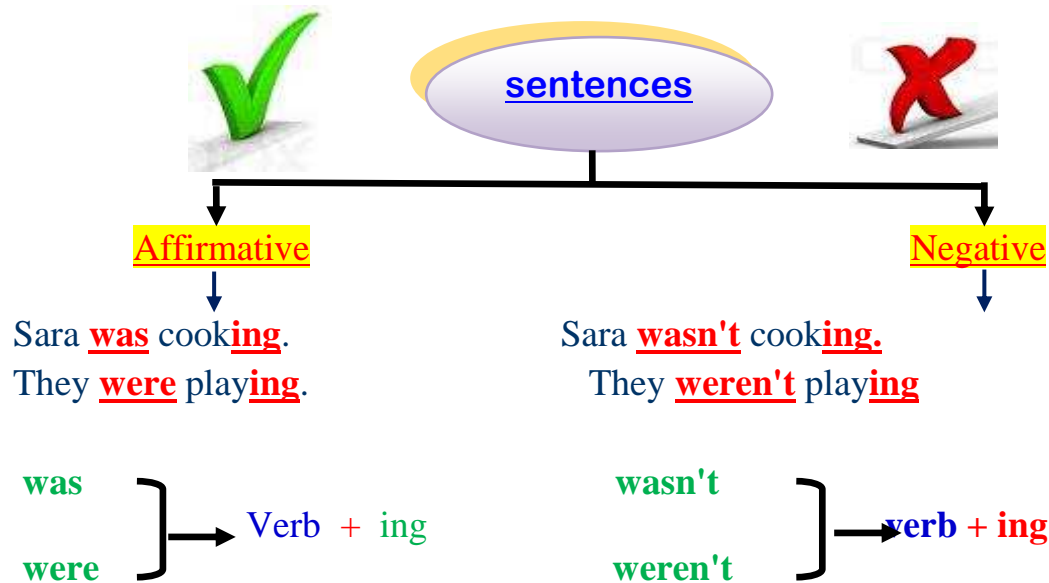 sentences
Affirmative Negative
Sara was cooking. Sara wasn't cooking.
They were playing. They weren't playing
was wasn't
Verb + ing verb + ing
were weren't